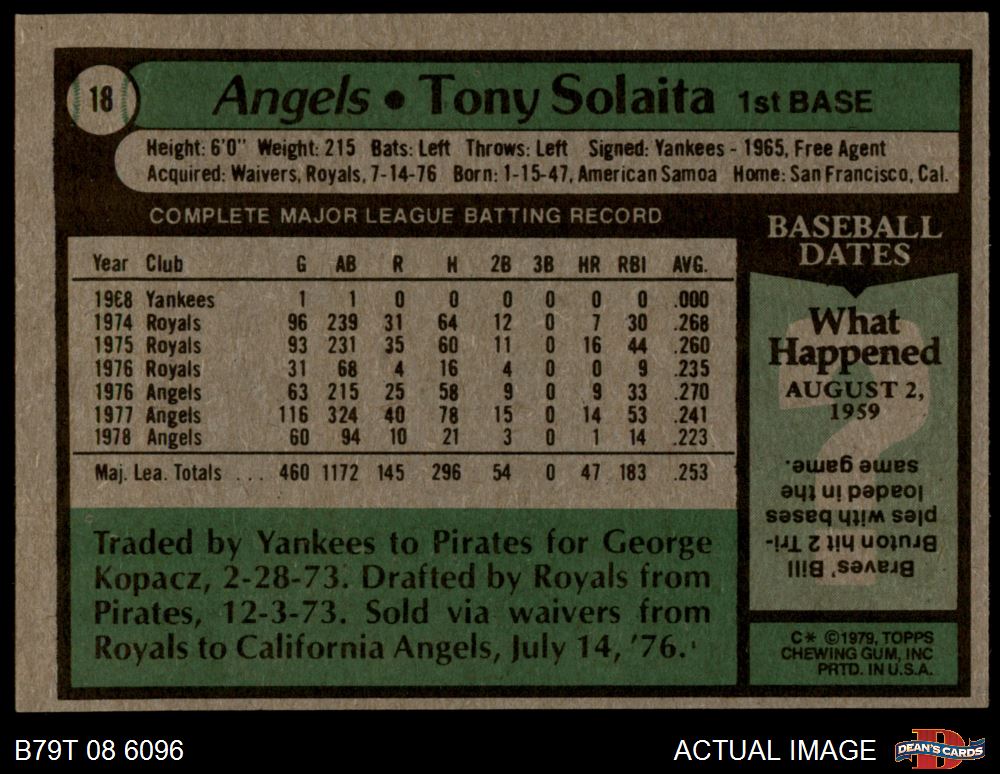 18
Angels • Tony Solaita 1st BASE
Height: 6'0" Weight: 215 Bats: Left Throws: Left Signed: Yankees - 1965, Free Agent
Acquired: Waivers, Royals, 7-14-76 Born: 1-15-47, American Samoa Home: San Francisco, Cal.
COMPLETE MAJOR LEAGUE BATTING RECORD
Year Club G AB R H 2B 3B HR RBI AVG.
1968 Yankees 1 1 0 0 0 0 0 0 .000
1974 Royals 96 239 31 64 12 0 7 30 .268
1975 Royals 93 231 35 60 11 0 16 44 .260
1976 Royals 31 68 4 16 4 0 0 9 .235
1976 Angels 63 215 25 58 9 0 9 33 .270
1977 Angels 116 324 40 78 15 0 14 53 .241
1978 Angels 60 94 10 21 3 0 1 14 .223
Maj. Lea. Totals ... 460 1172 145 296 54 0 47 183 .253
Traded by Yankees to Pirates for George
Kopacz, 2-28-73. Drafted by Royals from
Pirates, 12-3-73. Sold via waivers from
Royals to California Angels, July 14, '76.
BASEBALL
DATES
What
Happened
AUGUST 2,
1959
?
Braves' Bill
Bruton hit 2 Tri-
ples with bases
loaded in the
same game.
C* ©1979, TOPPS
CHEWING GUM, INC
PRTD. IN U.S.A.
B79T 08 6096
ACTUAL IMAGE
D
DEAN'S CARDS